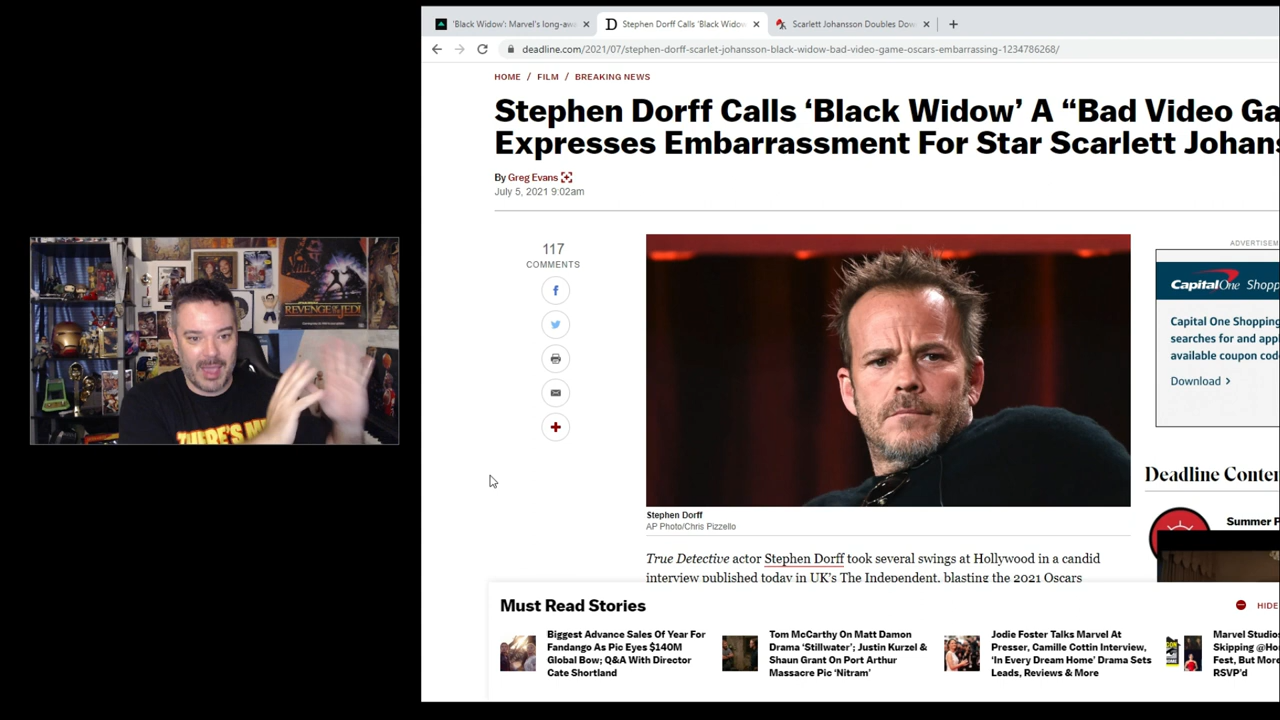 'Black Widow': Marvel's long-aw
Stephen Dorff Calls 'Black Widow
Scarlett Johansson Doubles Dow
deadline.com/2021/07/stephen-dorff-scarlet-johansson-black-widow-bad-video-game-oscars-embarrassing-1234786268/
HOME / FILM / BREAKING NEWS
Stephen Dorff Calls ‘Black Widow’ A “Bad Video Ga
Expresses Embarrassment For Star Scarlett Johans
By Greg Evans
July 5, 2021 9:02am
117
COMMENTS
ADVERTISEM
CapitalOne Shopp
Capital One Shopping
searches for and app
available coupon cod
Download >
REVENGE OF THE JEDI
THERE'S M
Stephen Dorff
AP Photo/Chris Pizzello
Deadline Conten
Summer P
True Detective actor Stephen Dorff took several swings at Hollywood in a candid
interview published today in UK’s The Independent, blasting the 2021 Oscars
Must Read Stories
HIDE
Biggest Advance Sales Of Year For
Fandango As Pic Eyes $140M
Global Bow; Q&A With Director
Cate Shortland
Tom McCarthy On Matt Damon
Drama ‘Stillwater’; Justin Kurzel &
Shaun Grant On Port Arthur
Massacre Pic ‘Nitram’
Jodie Foster Talks Marvel At
Presser, Camille Cottin Interview,
‘In Every Dream Home’ Drama Sets
Leads, Reviews & More
Marvel Studio
Skipping @Ho
Fest, But More
RSVP’d